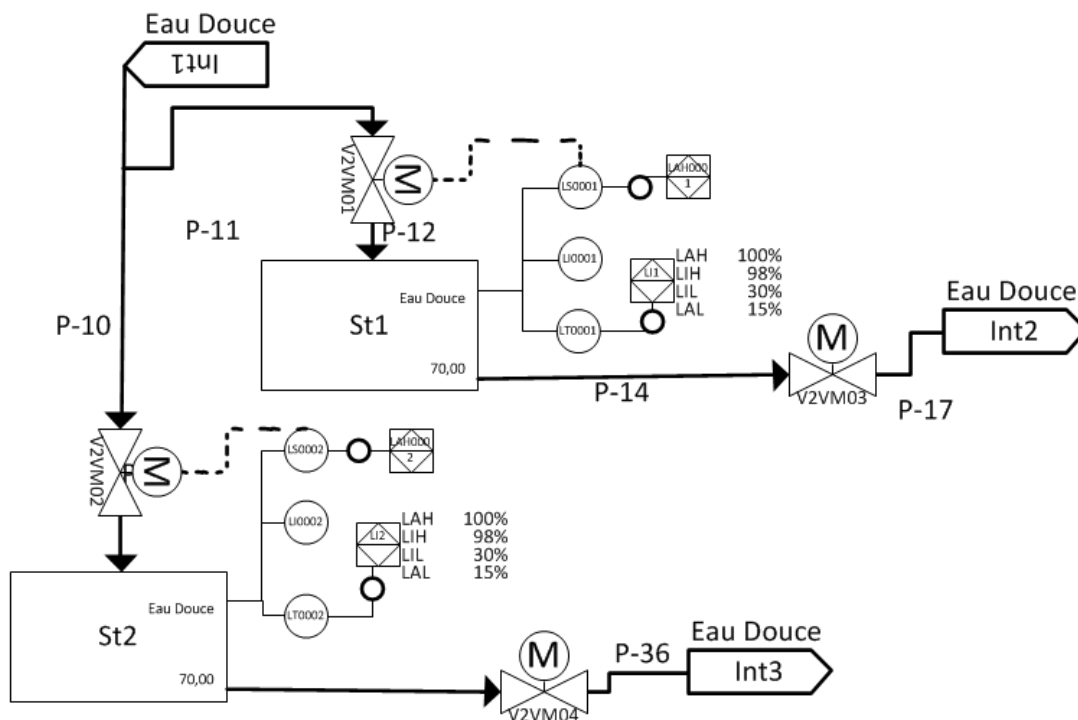 Eau Douce
Int1
V2VM01
M
LS0001
LAH000
1
P-11
P-12
LI0001
Eau Douce
St1
70,00
LT0001
LI1
LAH 100%
LIH 98%
LIL 30%
LAL 15%
Eau Douce
Int2
P-10
M
V2VM03
P-14
P-17
V2VM02
M
LS0002
LAH000
2
LI0002
LI2
LAH 100%
LIH 98%
LIL 30%
LAL 15%
Eau Douce
St2
70,00
LT0002
M
V2VM04
P-36
Eau Douce
Int3